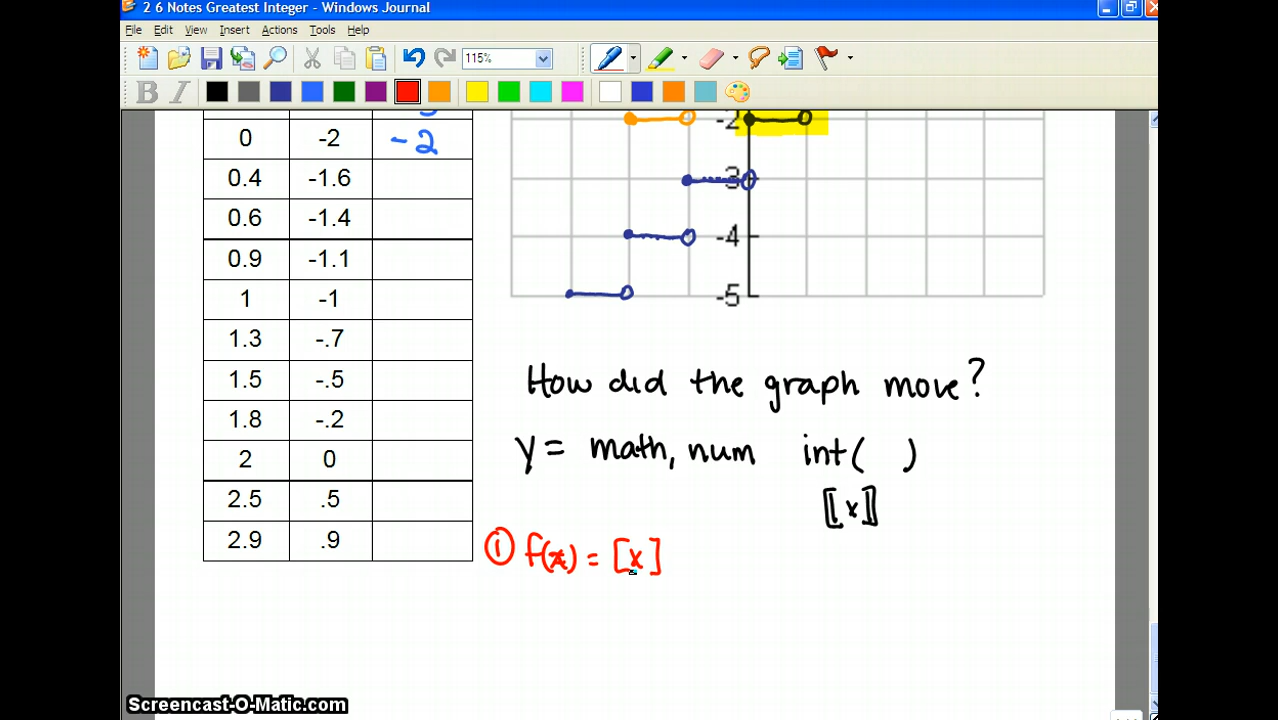 2 6 Notes Greatest Integer - Windows Journal
File Edit View Insert Actions Tools Help
115%
B I
0 -2 -2
0.4 -1.6
0.6 -1.4
0.9 -1.1
1 -1
1.3 -.7
1.5 -.5
1.8 -.2
2 0
2.5 .5
2.9 .9
-2
-3
-4
-5
How did the graph move?
y = math, num int( )
⟦x⟧
① f(x) = [x]
Screencast-O-Matic.com